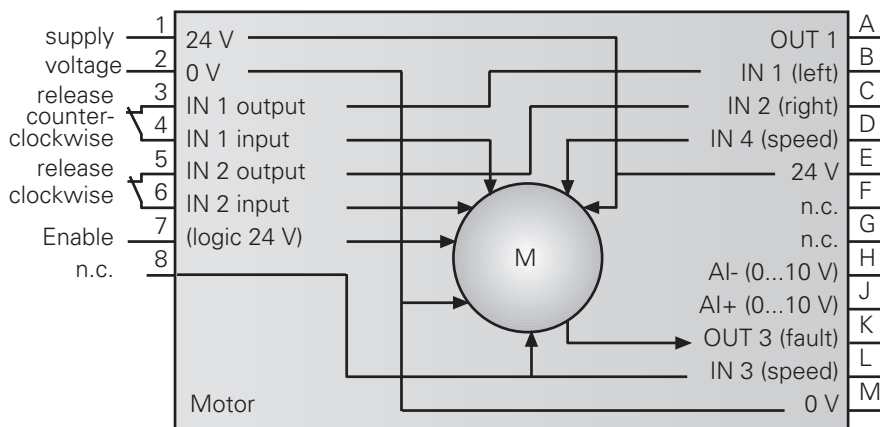 supply
voltage
release
counter-
clockwise
release
clockwise
Enable
n.c.
1
2
3
4
5
6
7
8
24 V
0 V
IN 1 output
IN 1 input
IN 2 output
IN 2 input
(logic 24 V)
Motor
M
OUT 1
IN 1 (left)
IN 2 (right)
IN 4 (speed)
24 V
n.c.
n.c.
AI- (0...10 V)
AI+ (0...10 V)
OUT 3 (fault)
IN 3 (speed)
0 V
A
B
C
D
E
F
G
H
J
K
L
M